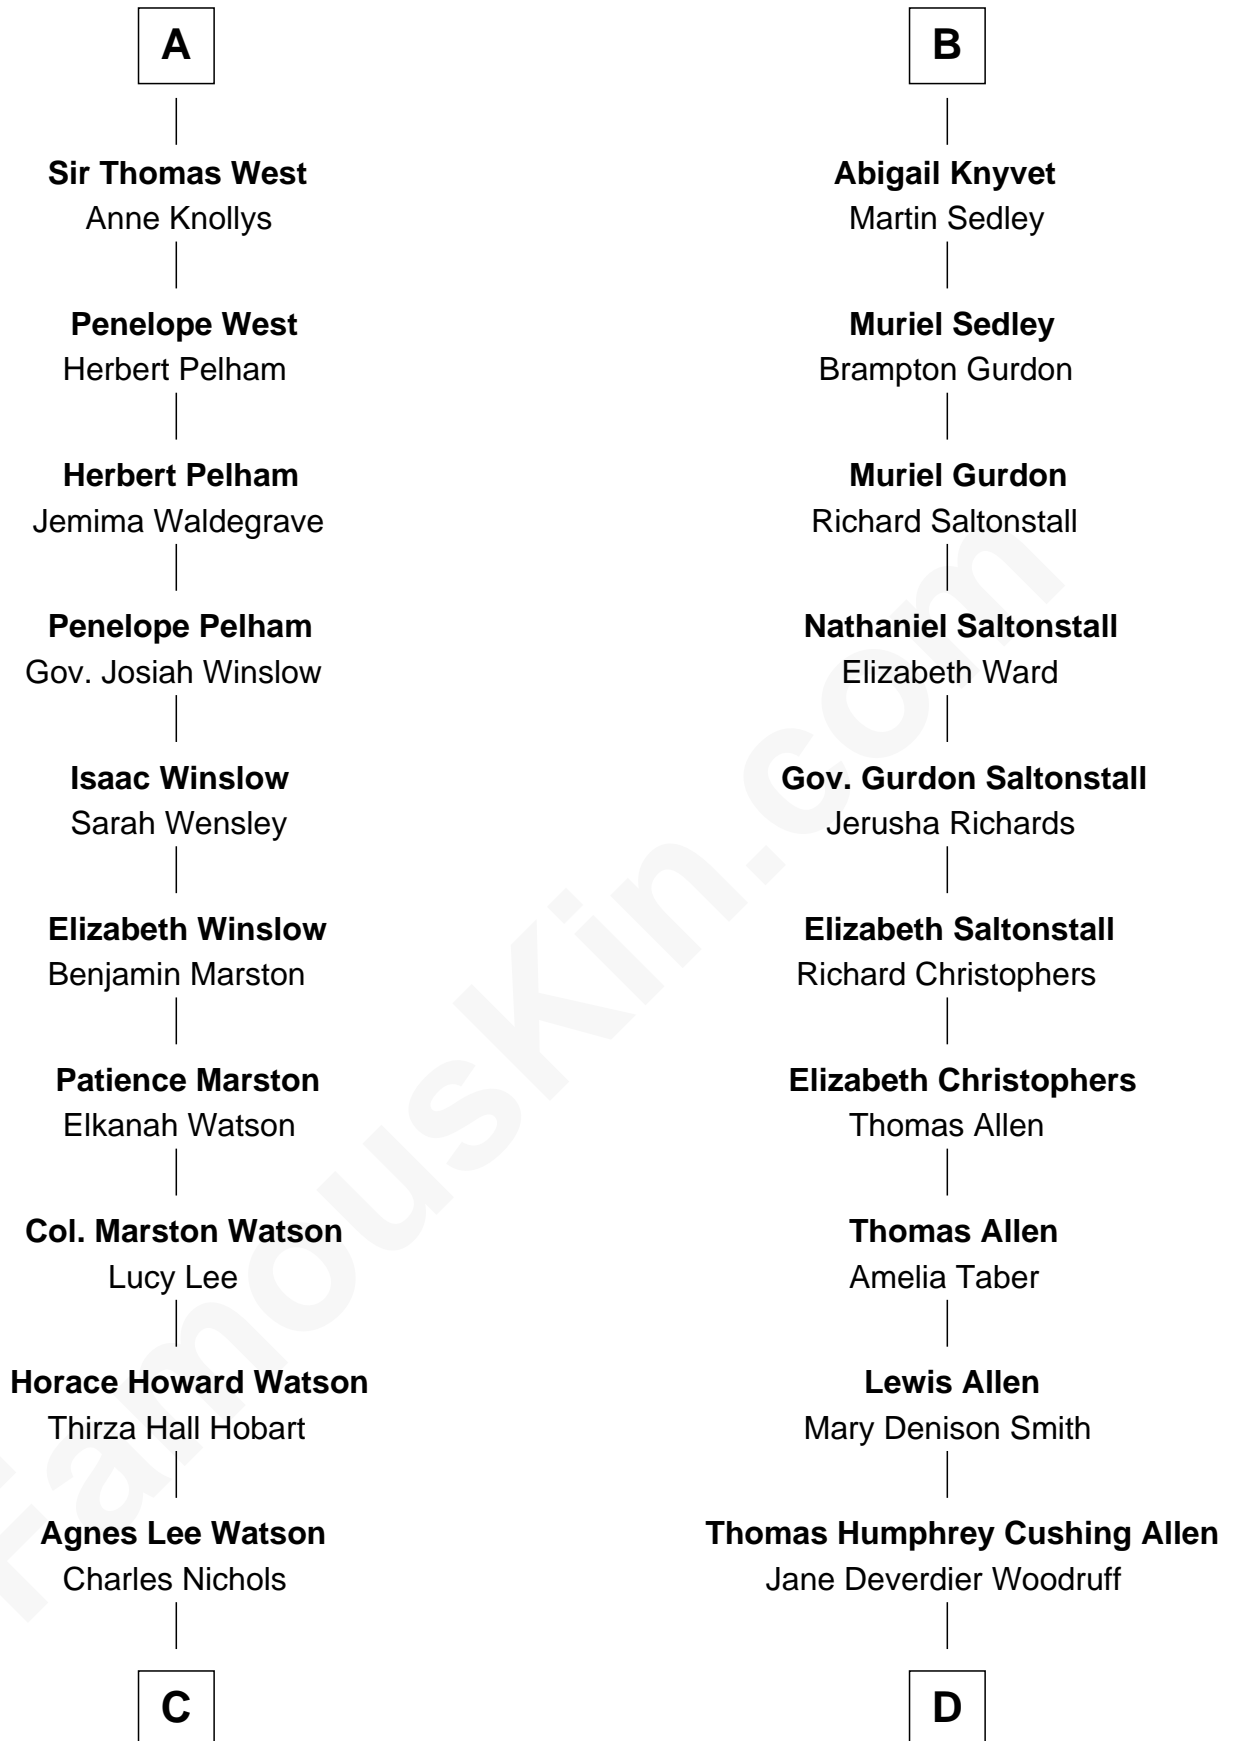 A
Sir Thomas West
Anne Knollys
Penelope West
Herbert Pelham
Herbert Pelham
Jemima Waldegrave
Penelope Pelham
Gov. Josiah Winslow
Isaac Winslow
Sarah Wensley
Elizabeth Winslow
Benjamin Marston
Patience Marston
Elkanah Watson
Col. Marston Watson
Lucy Lee
Horace Howard Watson
Thirza Hall Hobart
Agnes Lee Watson
Charles Nichols
C
B
Abigail Knyvet
Martin Sedley
Muriel Sedley
Brampton Gurdon
Muriel Gurdon
Richard Saltonstall
Nathaniel Saltonstall
Elizabeth Ward
Gov. Gurdon Saltonstall
Jerusha Richards
Elizabeth Saltonstall
Richard Christophers
Elizabeth Christophers
Thomas Allen
Thomas Allen
Amelia Taber
Lewis Allen
Mary Denison Smith
Thomas Humphrey Cushing Allen
Jane Deverdier Woodruff
D
FamousKin.com